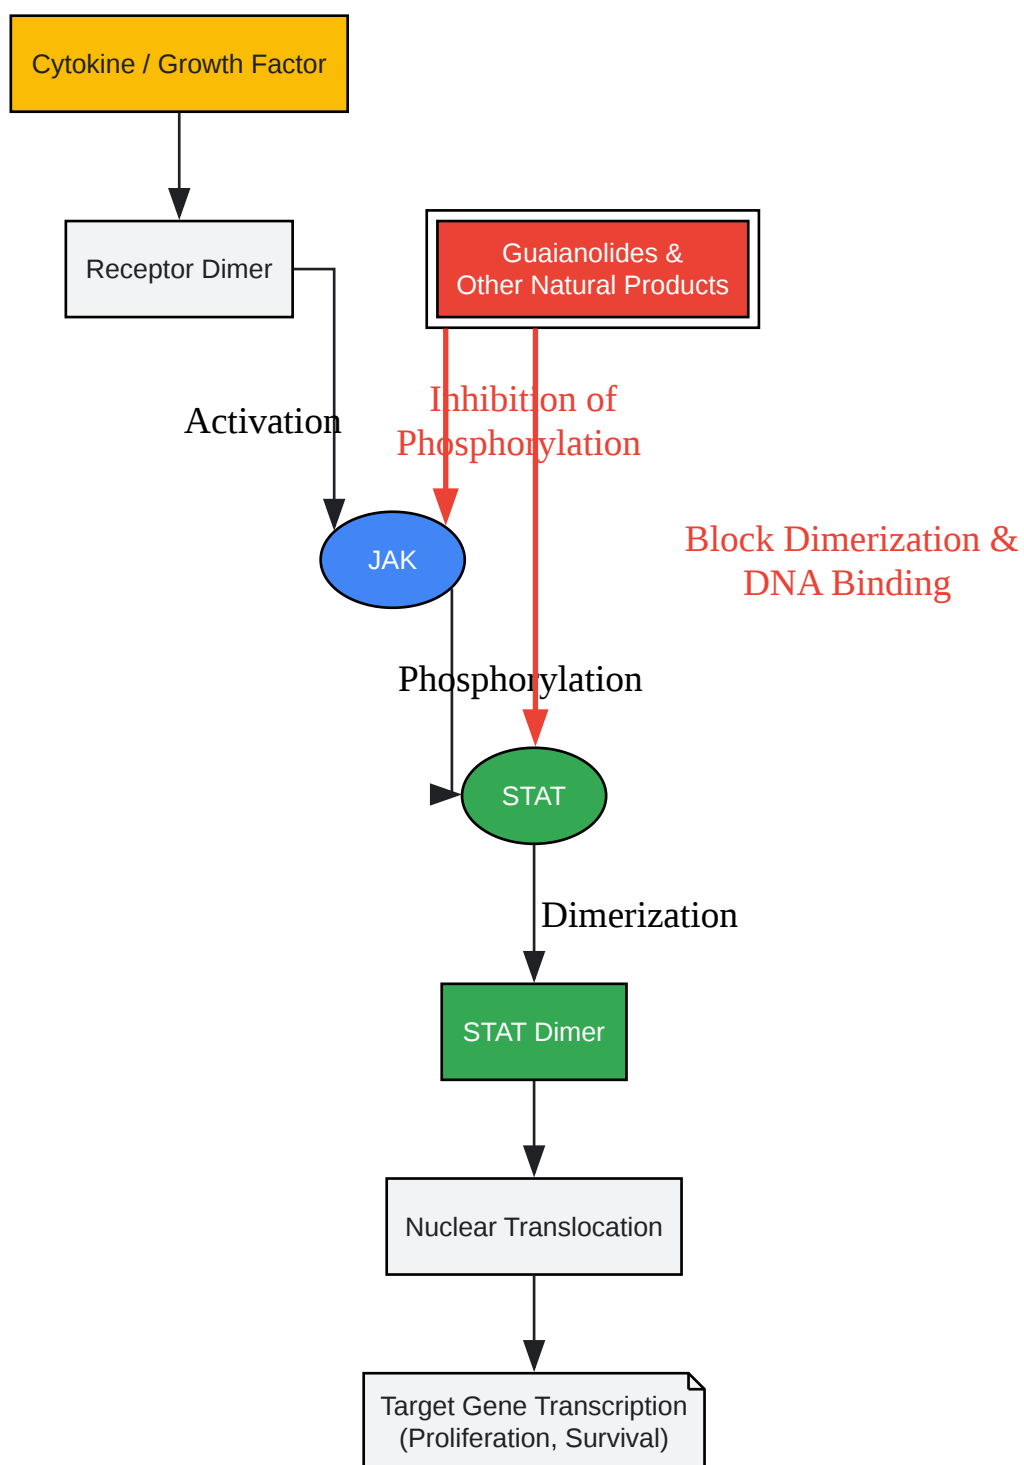 Cytokine / Growth Factor
Receptor Dimer
Guaianolides &
Other Natural Products
Activation
Inhibition of
Phosphorylation
JAK
Block Dimerization &
DNA Binding
Phosphorylation
STAT
Dimerization
STAT Dimer
Nuclear Translocation
Target Gene Transcription
(Proliferation, Survival)